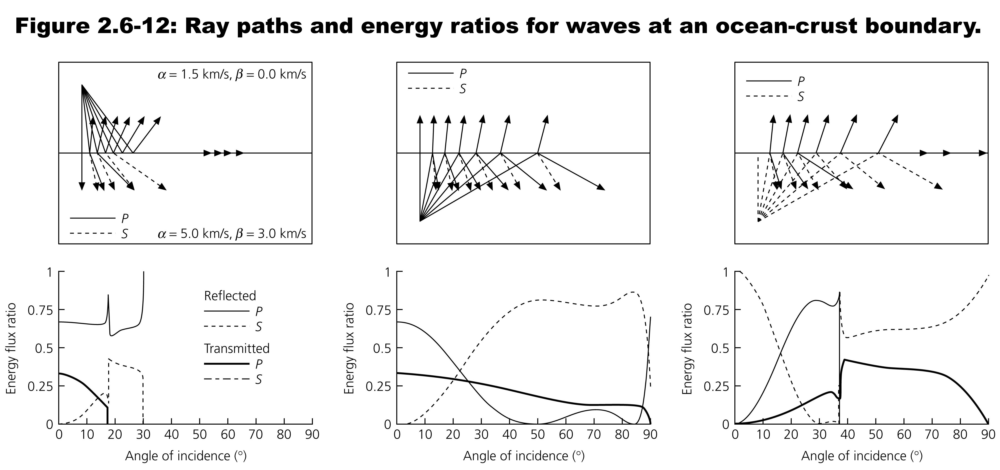 Figure 2.6-12: Ray paths and energy ratios for waves at an ocean-crust boundary.
α = 1.5 km/s, β = 0.0 km/s
P
S
α = 5.0 km/s, β = 3.0 km/s
P
S
P
S
Energy flux ratio
1
0.75
0.5
0.25
0
0 10 20 30 40 50 60 70 80 90
Angle of incidence (°)
Reflected
P
S
Transmitted
P
S
Energy flux ratio
1
0.75
0.5
0.25
0
0 10 20 30 40 50 60 70 80 90
Angle of incidence (°)
Energy flux ratio
1
0.75
0.5
0.25
0
0 10 20 30 40 50 60 70 80 90
Angle of incidence (°)